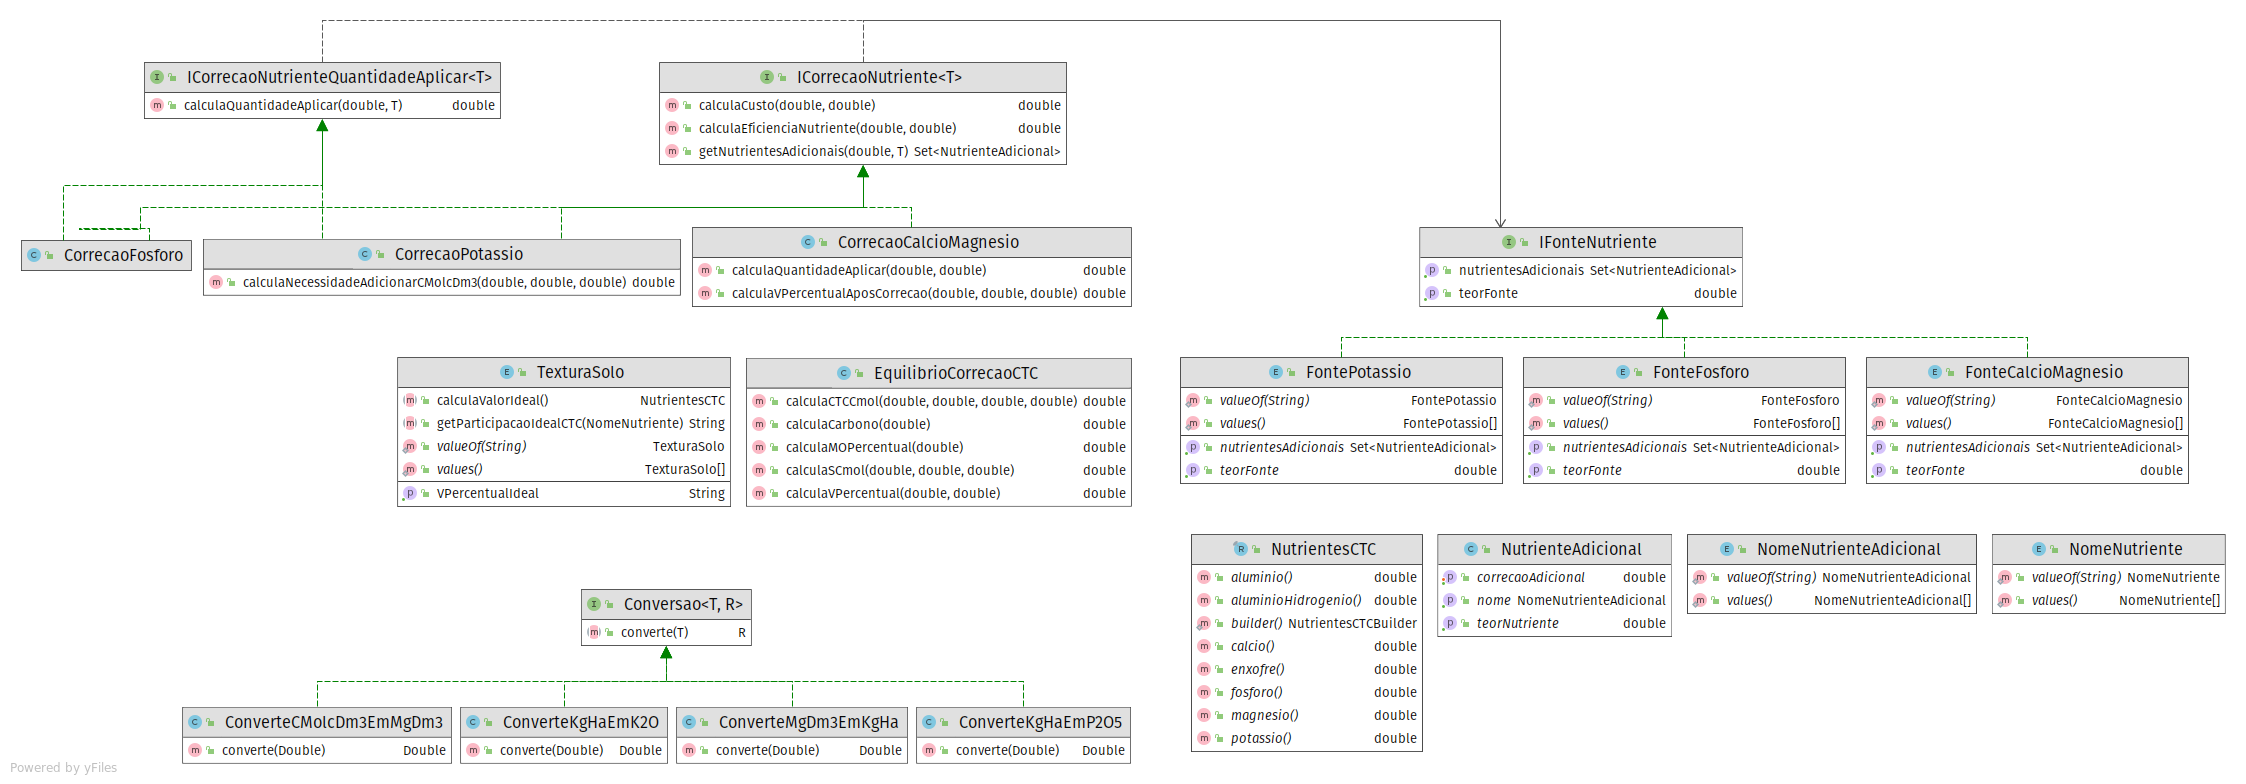 ICorrecaoNutrienteQuantidadeAplicar<T>
calculaQuantidadeAplicar(double, T) double
ICorrecaoNutriente<T>
calculaCusto(double, double) double
calculaEficienciaNutriente(double, double) double
getNutrientesAdicionais(double, T) Set<NutrienteAdicional>
CorrecaoFosforo
CorrecaoPotassio
calculaNecessidadeAdicionarCMolcDm3(double, double, double) double
CorrecaoCalcioMagnesio
calculaQuantidadeAplicar(double, double) double
calculaVPercentualAposCorrecao(double, double, double) double
IFonteNutriente
nutrientesAdicionais Set<NutrienteAdicional>
teorFonte double
TexturaSolo
calculaValorIdeal() NutrientesCTC
getParticipacaoIdealCTC(NomeNutriente) String
valueOf(String) TexturaSolo
values() TexturaSolo[]
VPercentualIdeal String
EquilibrioCorrecaoCTC
calculaCTCCmol(double, double, double, double) double
calculaCarbono(double) double
calculaMOPercentual(double) double
calculaSCmol(double, double, double) double
calculaVPercentual(double, double) double
FontePotassio
valueOf(String) FontePotassio
values() FontePotassio[]
nutrientesAdicionais Set<NutrienteAdicional>
teorFonte double
FonteFosforo
valueOf(String) FonteFosforo
values() FonteFosforo[]
nutrientesAdicionais Set<NutrienteAdicional>
teorFonte double
FonteCalcioMagnesio
valueOf(String) FonteCalcioMagnesio
values() FonteCalcioMagnesio[]
nutrientesAdicionais Set<NutrienteAdicional>
teorFonte double
NutrientesCTC
aluminio() double
aluminioHidrogenio() double
builder() NutrientesCTCBuilder
calcio() double
enxofre() double
fosforo() double
magnesio() double
potassio() double
NutrienteAdicional
correcaoAdicional double
nome NomeNutrienteAdicional
teorNutriente double
NomeNutrienteAdicional
valueOf(String) NomeNutrienteAdicional
values() NomeNutrienteAdicional[]
NomeNutriente
valueOf(String) NomeNutriente
values() NomeNutriente[]
Conversao<T, R>
converte(T) R
ConverteCMolcDm3EmMgDm3
converte(Double) Double
ConverteKgHaEmK2O
converte(Double) Double
ConverteMgDm3EmKgHa
converte(Double) Double
ConverteKgHaEmP2O5
converte(Double) Double
Powered by yFiles